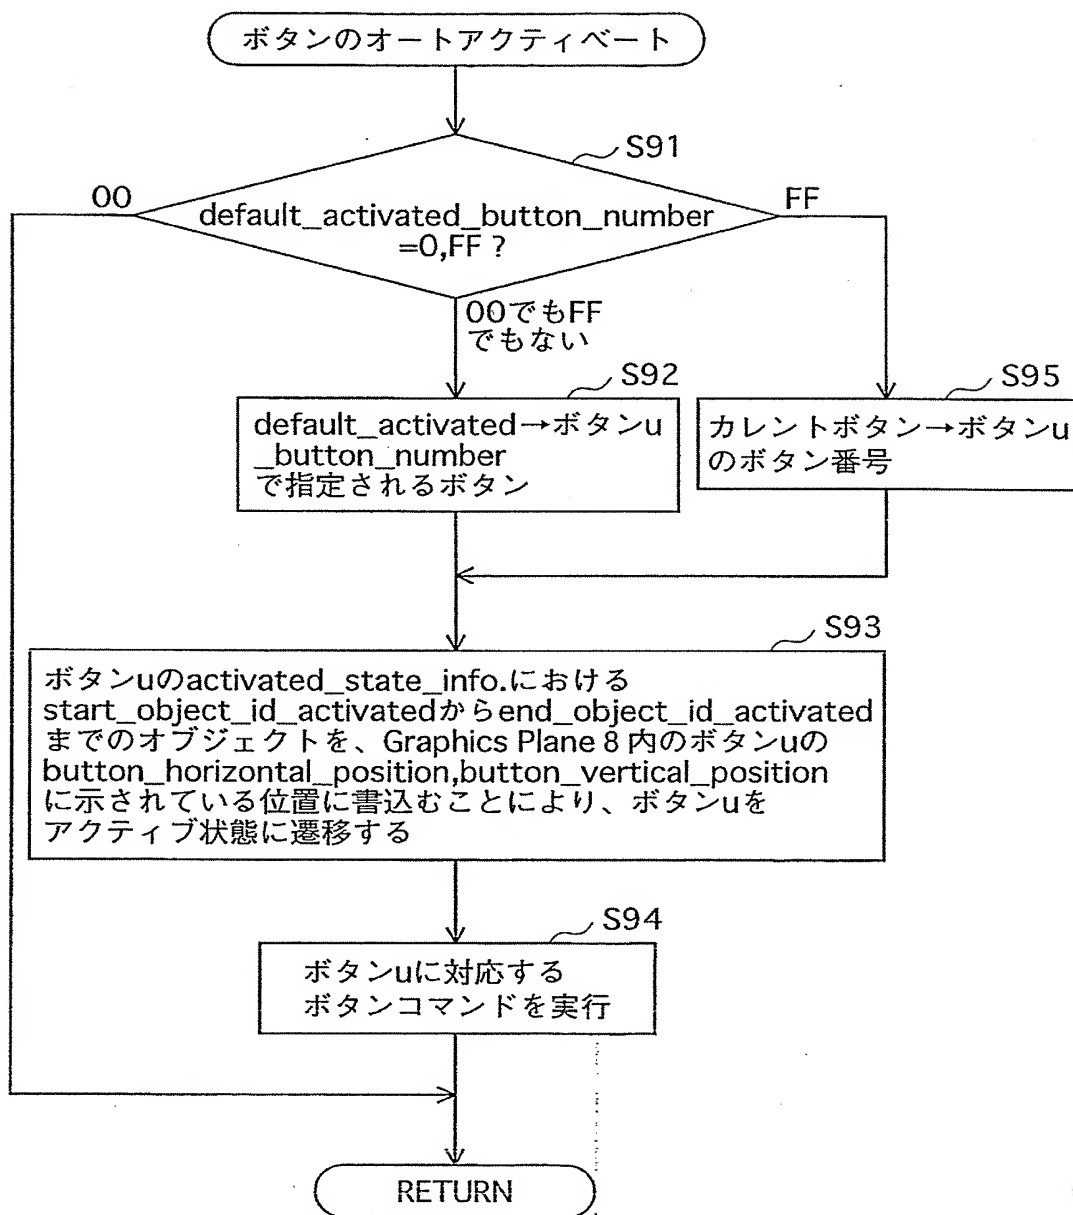 ボタンのオートアクティベート
S91
00
FF
default_activated_button_number
=0,FF ?
00でもFF
でもない
S92
default_activated→ボタンu
_button_number
で指定されるボタン
S95
カレントボタン→ボタンu
のボタン番号
S93
ボタンuのactivated_state_info.における
start_object_id_activatedからend_object_id_activated
までのオブジェクトを、Graphics Plane 8 内のボタンuの
button_horizontal_position,button_vertical_position
に示されている位置に書込むことにより、ボタンuを
アクティブ状態に遷移する
S94
ボタンuに対応する
ボタンコマンドを実行
RETURN